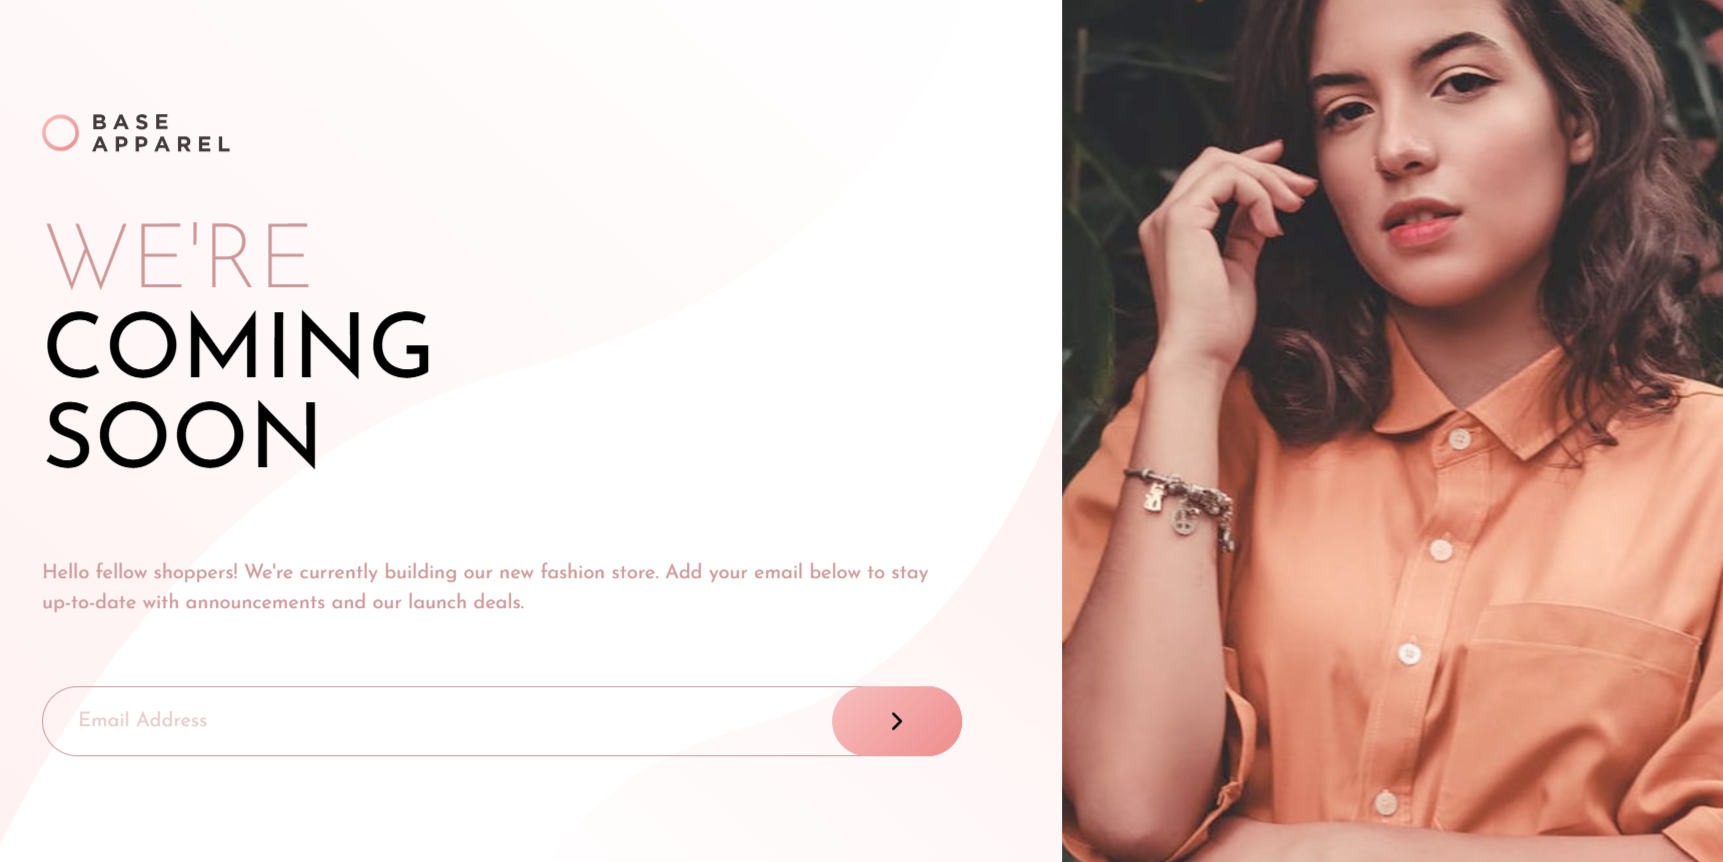 BASE
APPAREL
WE'RE
COMING
SOON
Hello fellow shoppers! We're currently building our new fashion store. Add your email below to stay
up-to-date with announcements and our launch deals.
Email Address